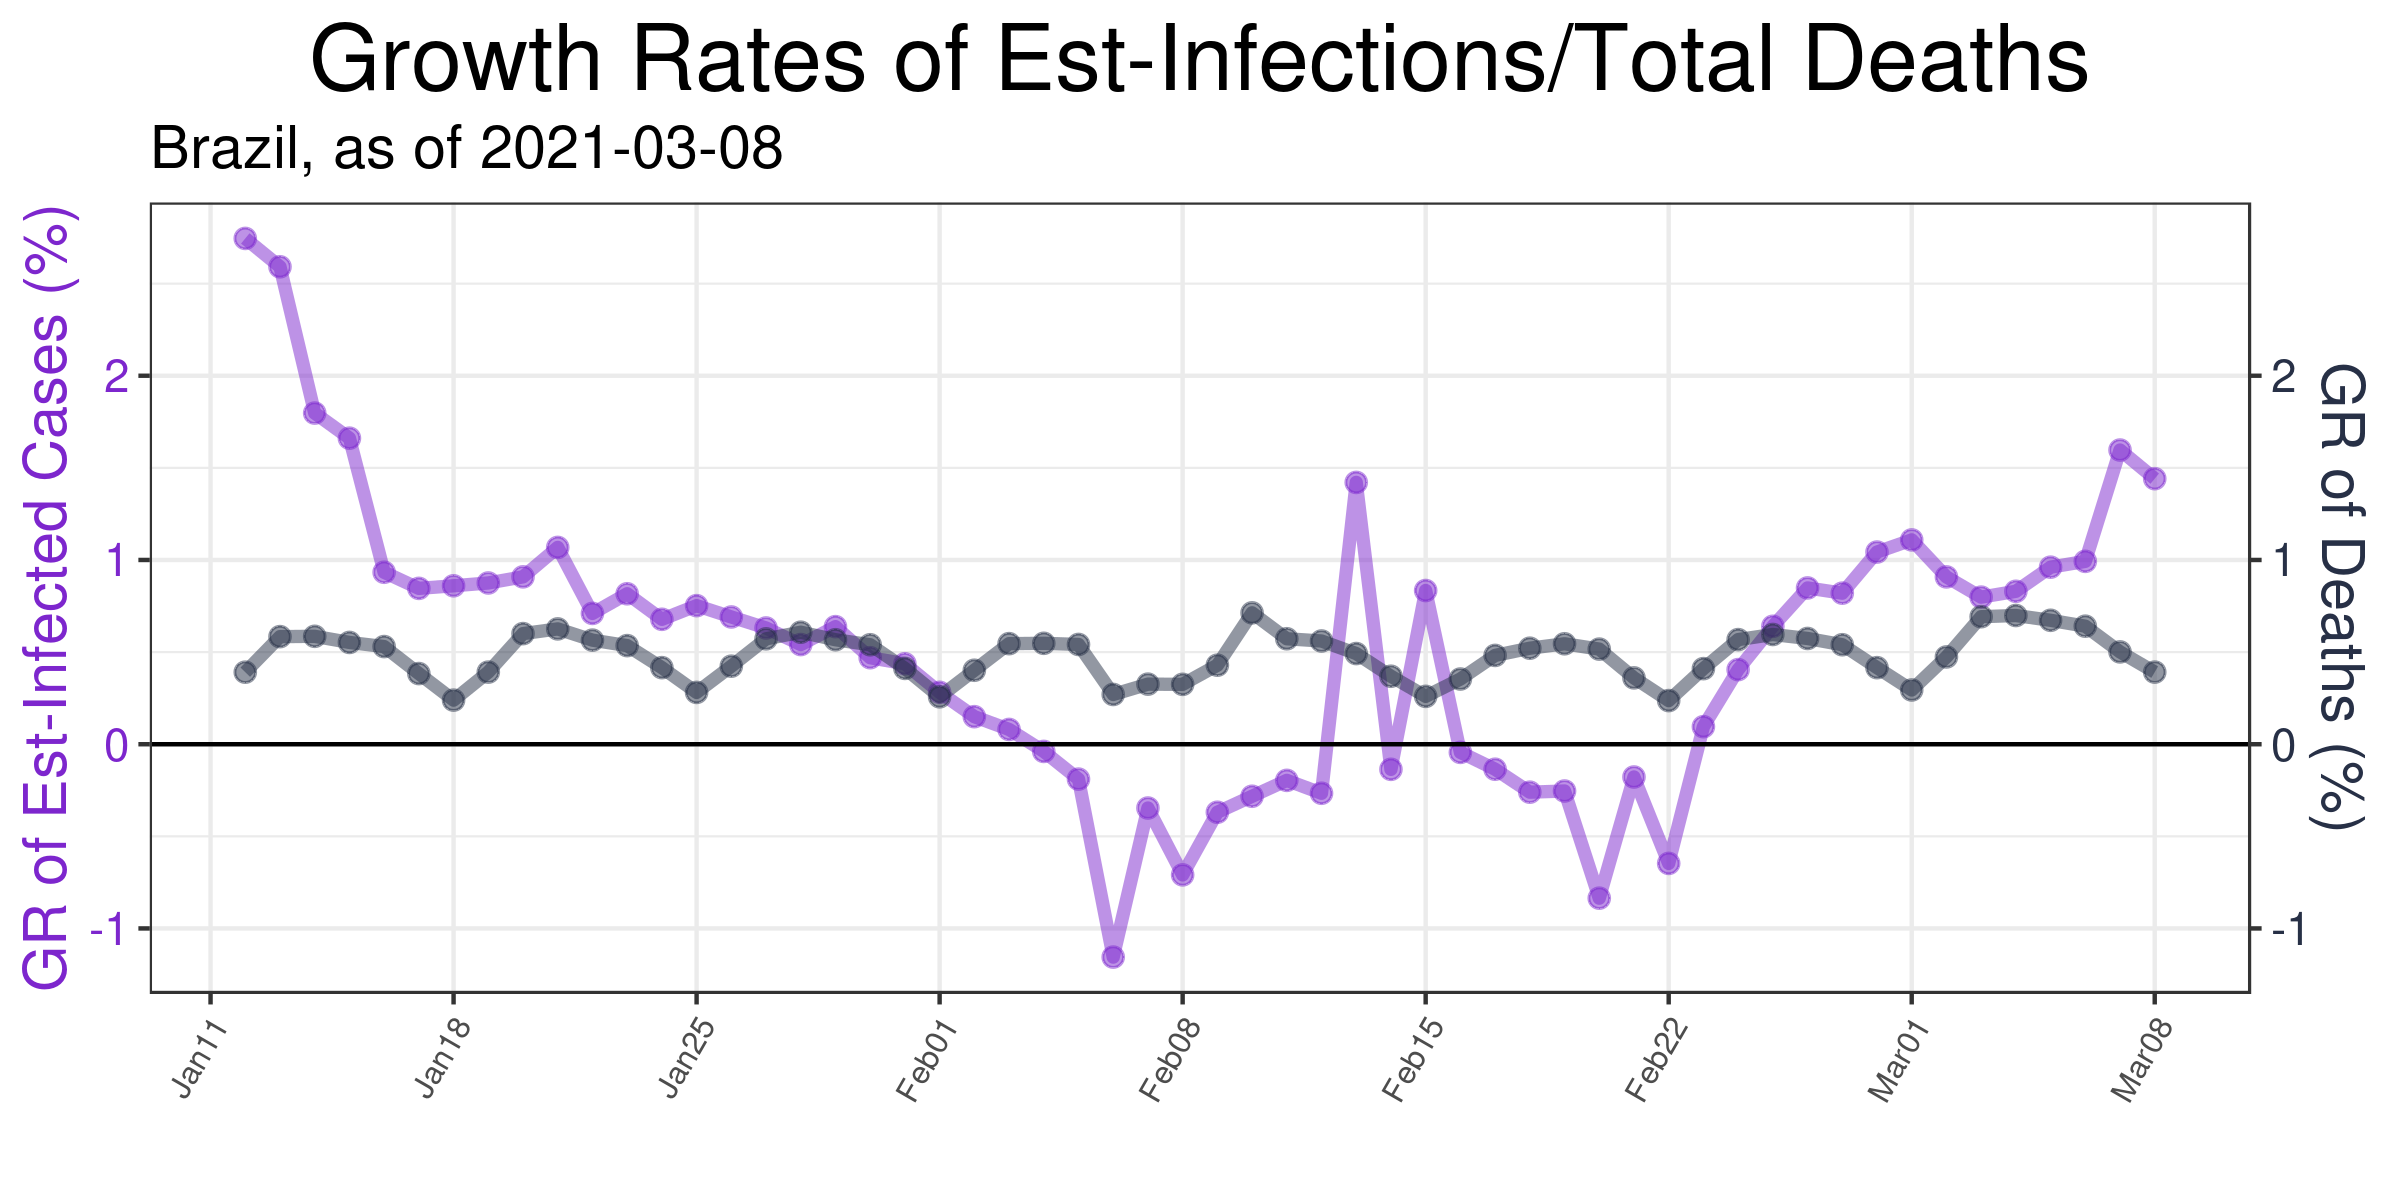 Growth Rates of Est-Infections/Total Deaths
Brazil, as of 2021-03-08
GR of Est-Infected Cases (%)
2
1
0
-1
2
1
0
-1
GR of Deaths (%)
Jan11
Jan18
Jan25
Feb01
Feb08
Feb15
Feb22
Mar01
Mar08